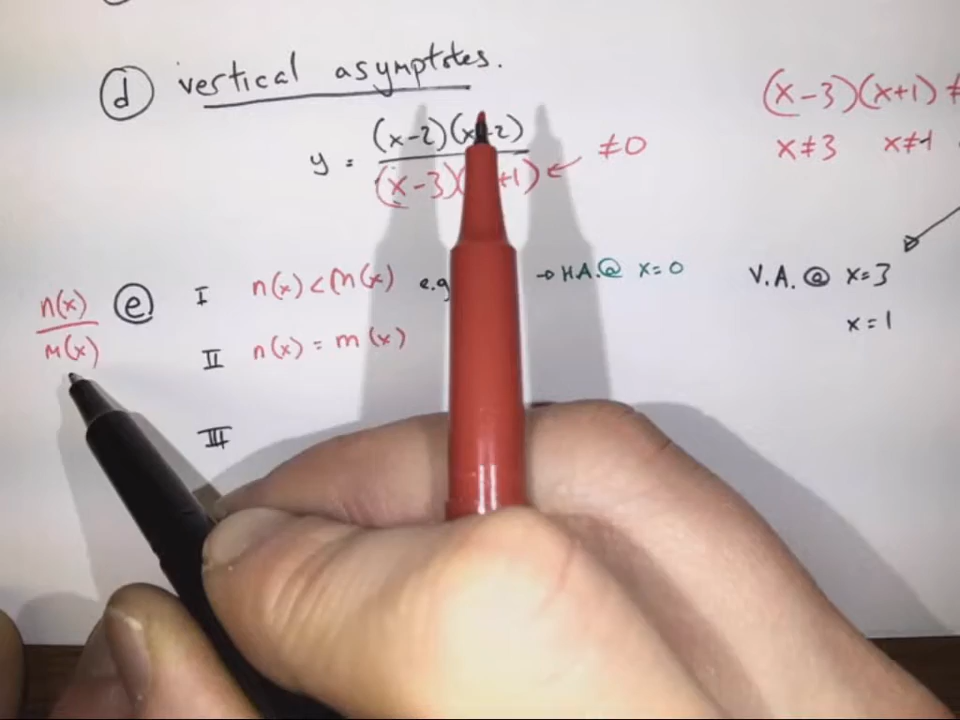 d vertical asymptotes.
(x-3)(x+1) ≠
y = (x-2)(x-2)
(x-3)(x+1) ← ≠0
x≠3 x≠1
n(x) e I n(x) < m(x) e.g → H.A.@ x=0
V.A. @ x=3
M(x) II n(x) = m(x)
x=1
III